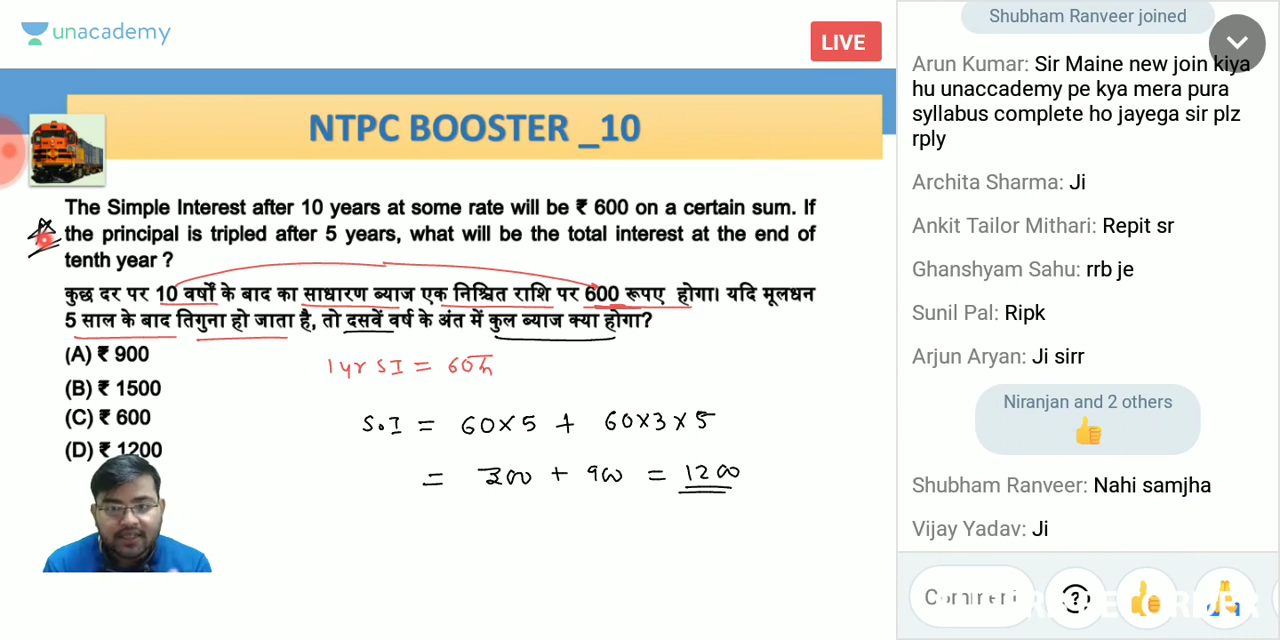 unacademy
LIVE
NTPC BOOSTER _10
The Simple Interest after 10 years at some rate will be ₹ 600 on a certain sum. If
the principal is tripled after 5 years, what will be the total interest at the end of
tenth year ?
कुछ दर पर 10 वर्षों के बाद का साधारण ब्याज एक निश्चित राशि पर 600 रूपए होगा। यदि मूलधन
5 साल के बाद तिगुना हो जाता है, तो दसवें वर्ष के अंत में कुल ब्याज क्या होगा?
(A) ₹ 900
(B) ₹ 1500
(C) ₹ 600
(D) ₹ 1200
1 yr SI = 60
S.I = 60×5 + 60×3×5
= 300 + 900 = 1200
Shubham Ranveer joined
Arun Kumar: Sir Maine new join kiya
hu unaccademy pe kya mera pura
syllabus complete ho jayega sir plz
rply
Archita Sharma: Ji
Ankit Tailor Mithari: Repit sr
Ghanshyam Sahu: rrb je
Sunil Pal: Ripk
Arjun Aryan: Ji sirr
Niranjan and 2 others
Shubham Ranveer: Nahi samjha
Vijay Yadav: Ji